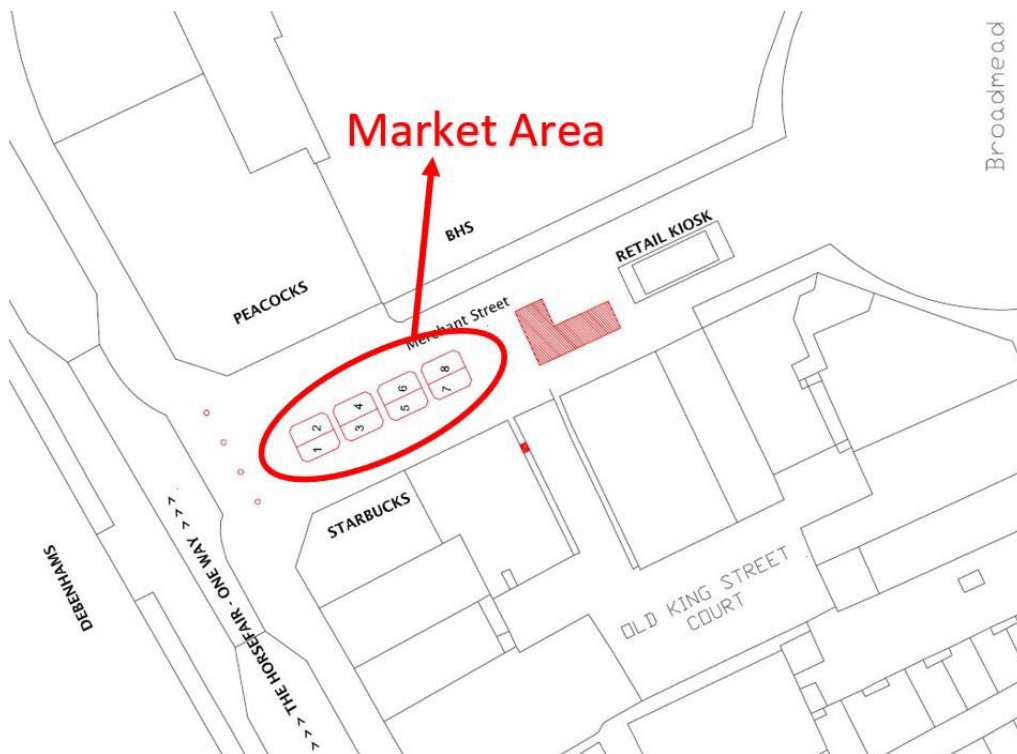 Broadmead
Market Area
BHS
RETAIL KIOSK
PEACOCKS
Merchant Street
2
1
4
3
6
5
8
7
STARBUCKS
DEBENHAMS
>>>> THE HORSEFAIR - ONE WAY >>>>
OLD KING STREET
COURT